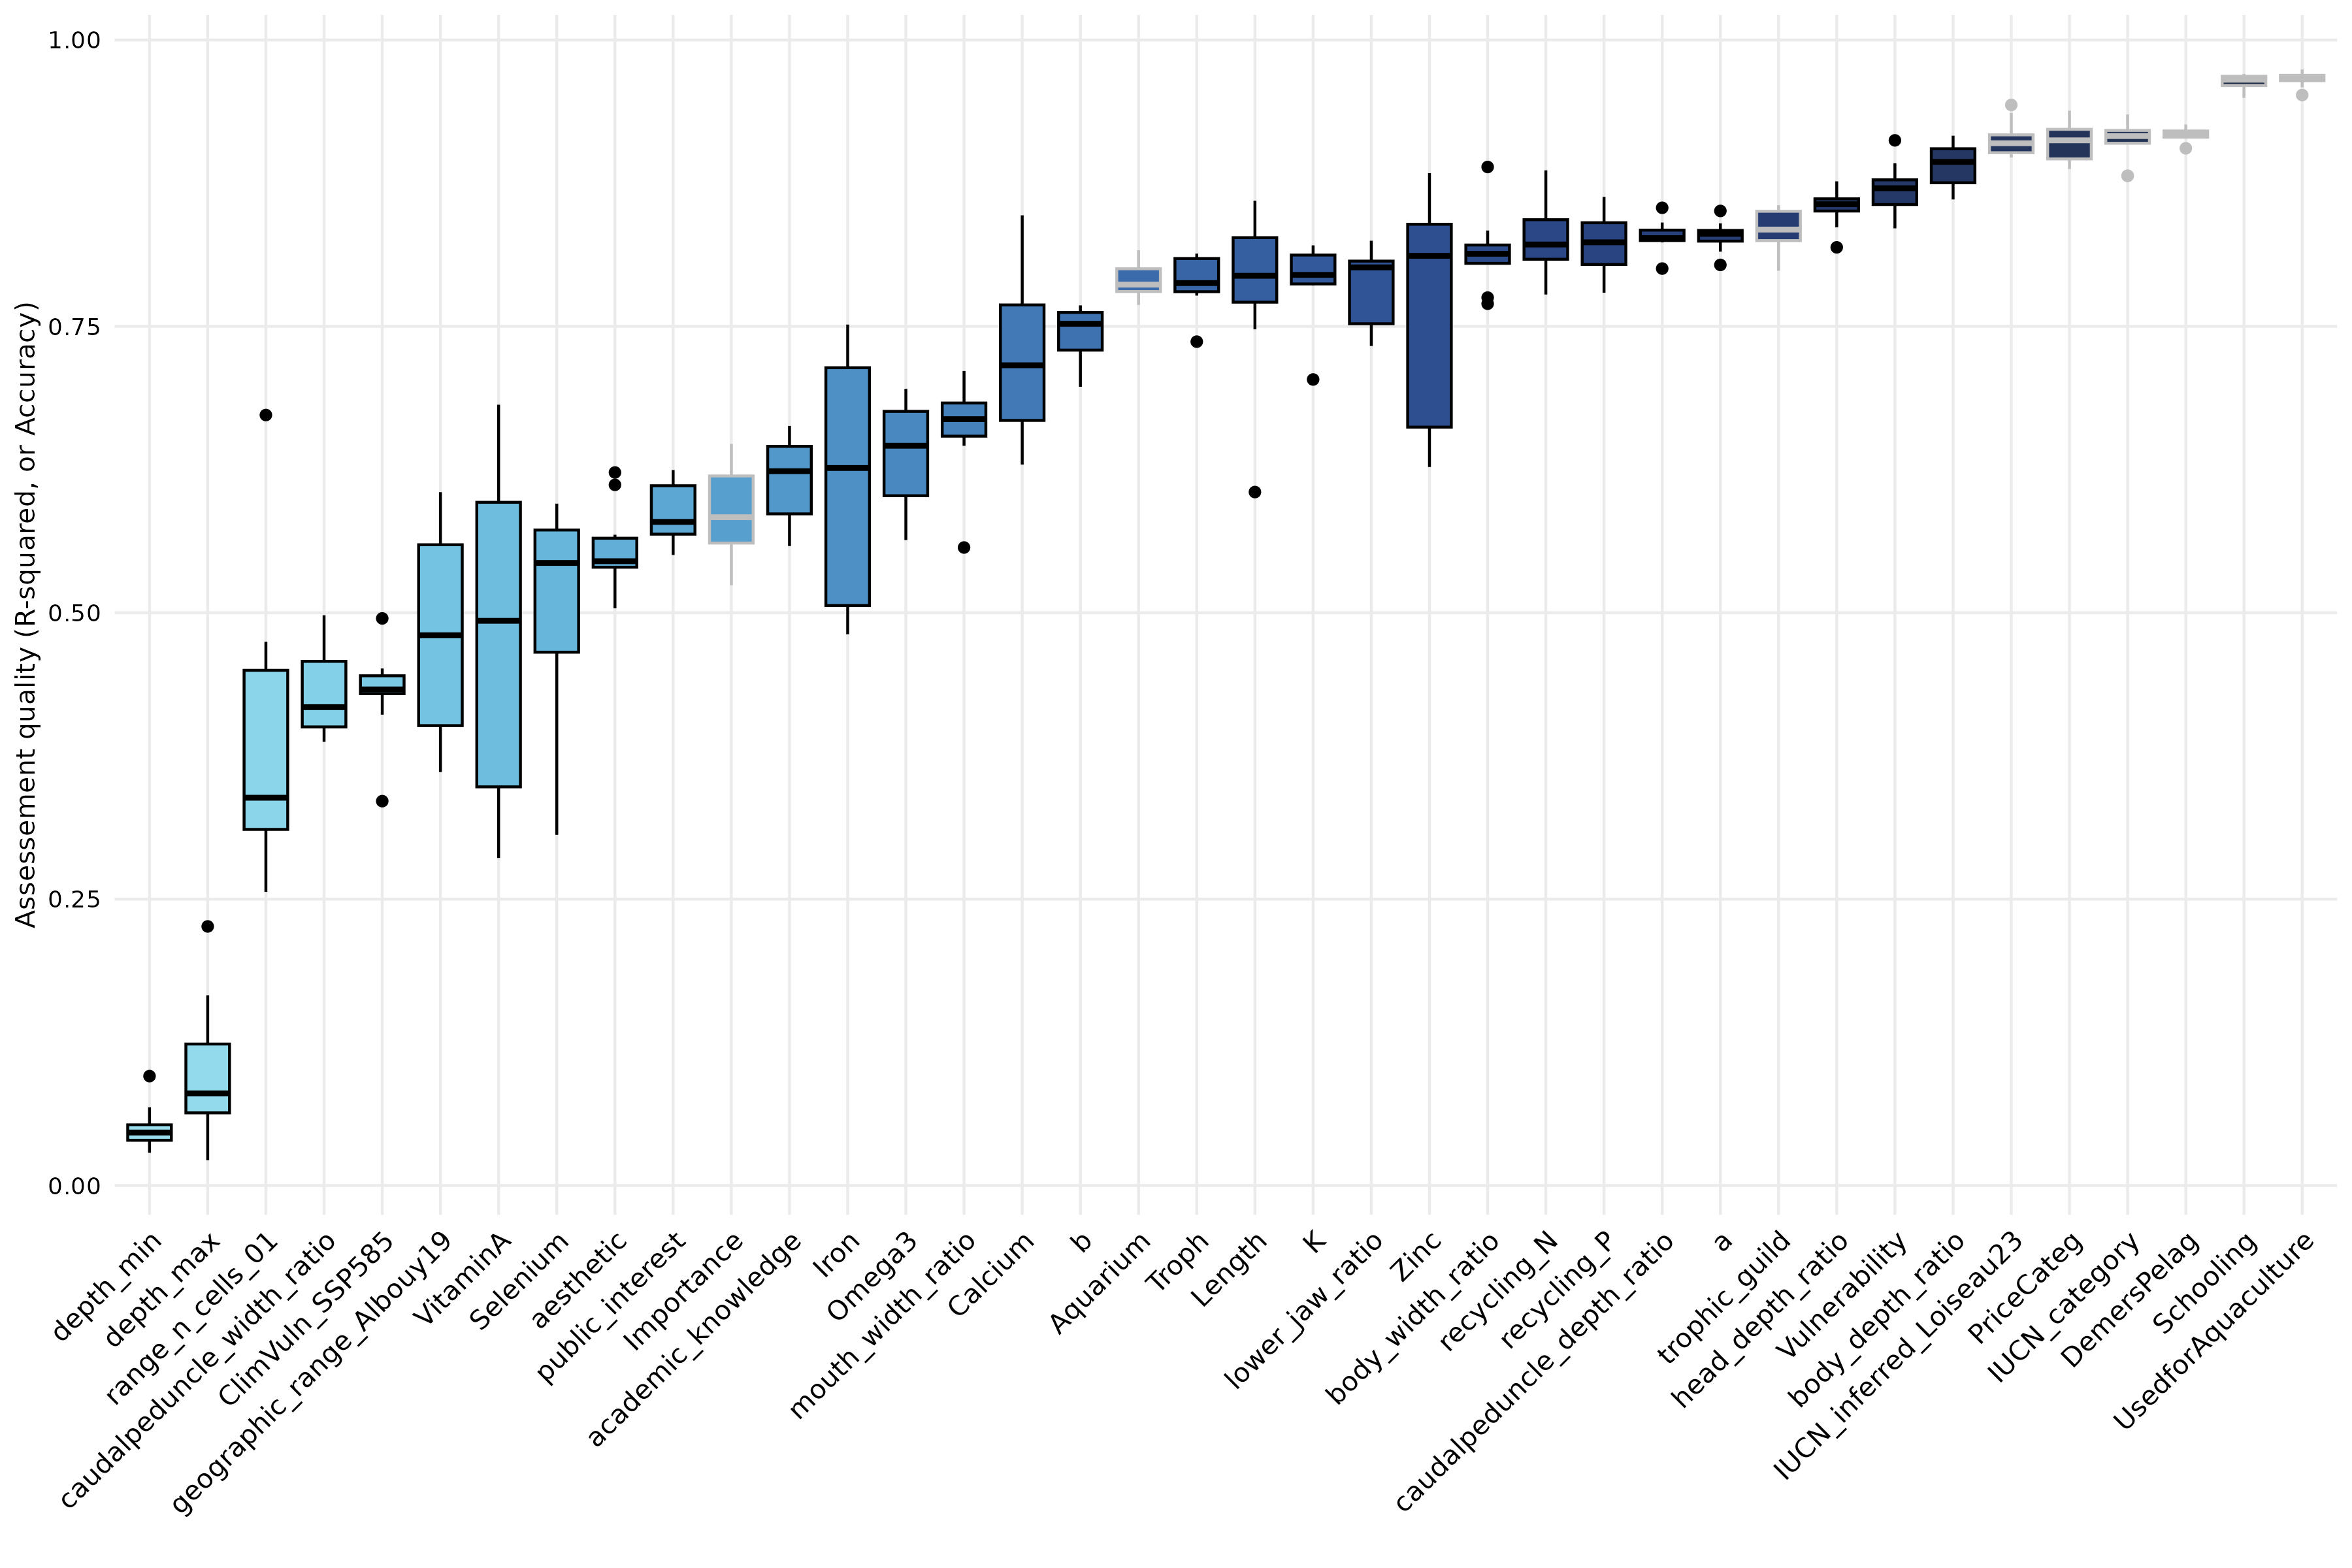 Assessement quality (R-squared, or Accuracy)
1.00
0.75
0.50
0.25
0.00
depth_min
depth_max
range_n_cells_01
caudalpeduncle_width_ratio
ClimVuln_SSP585
geographic_range_Albouy19
VitaminA
Selenium
aesthetic
public_interest
Importance
academic_knowledge
Iron
Omega3
mouth_width_ratio
Calcium
b
Aquarium
Troph
Length
K
lower_jaw_ratio
Zinc
body_width_ratio
recycling_N
recycling_P
caudalpeduncle_depth_ratio
a
trophic_guild
head_depth_ratio
Vulnerability
body_depth_ratio
IUCN_inferred_Loiseau23
PriceCateg
IUCN_category
DemersPelag
Schooling
UsedforAquaculture